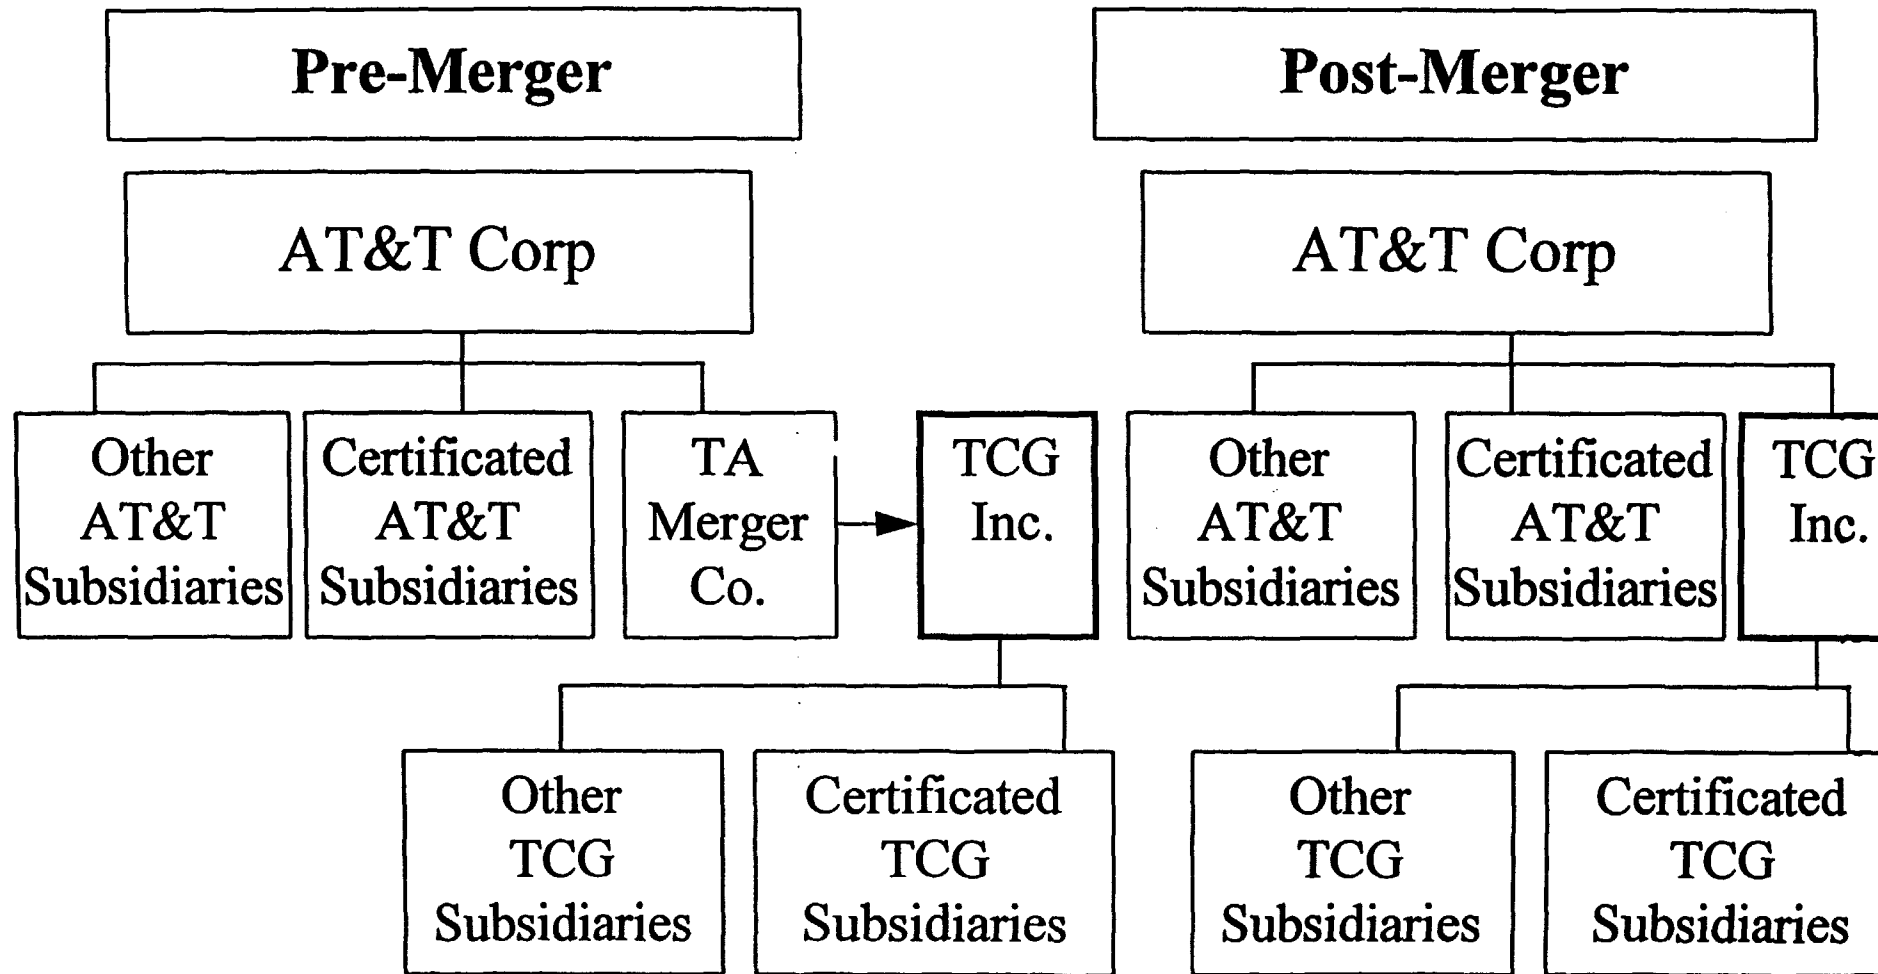 Pre-Merger
Post-Merger
AT&T Corp
AT&T Corp
Other
AT&T
Subsidiaries
Certificated
AT&T
Subsidiaries
TA
Merger
Co.
TCG
Inc.
Other
AT&T
Subsidiaries
Certificated
AT&T
Subsidiaries
TCG
Inc.
Other
TCG
Subsidiaries
Certificated
TCG
Subsidiaries
Other
TCG
Subsidiaries
Certificated
TCG
Subsidiaries